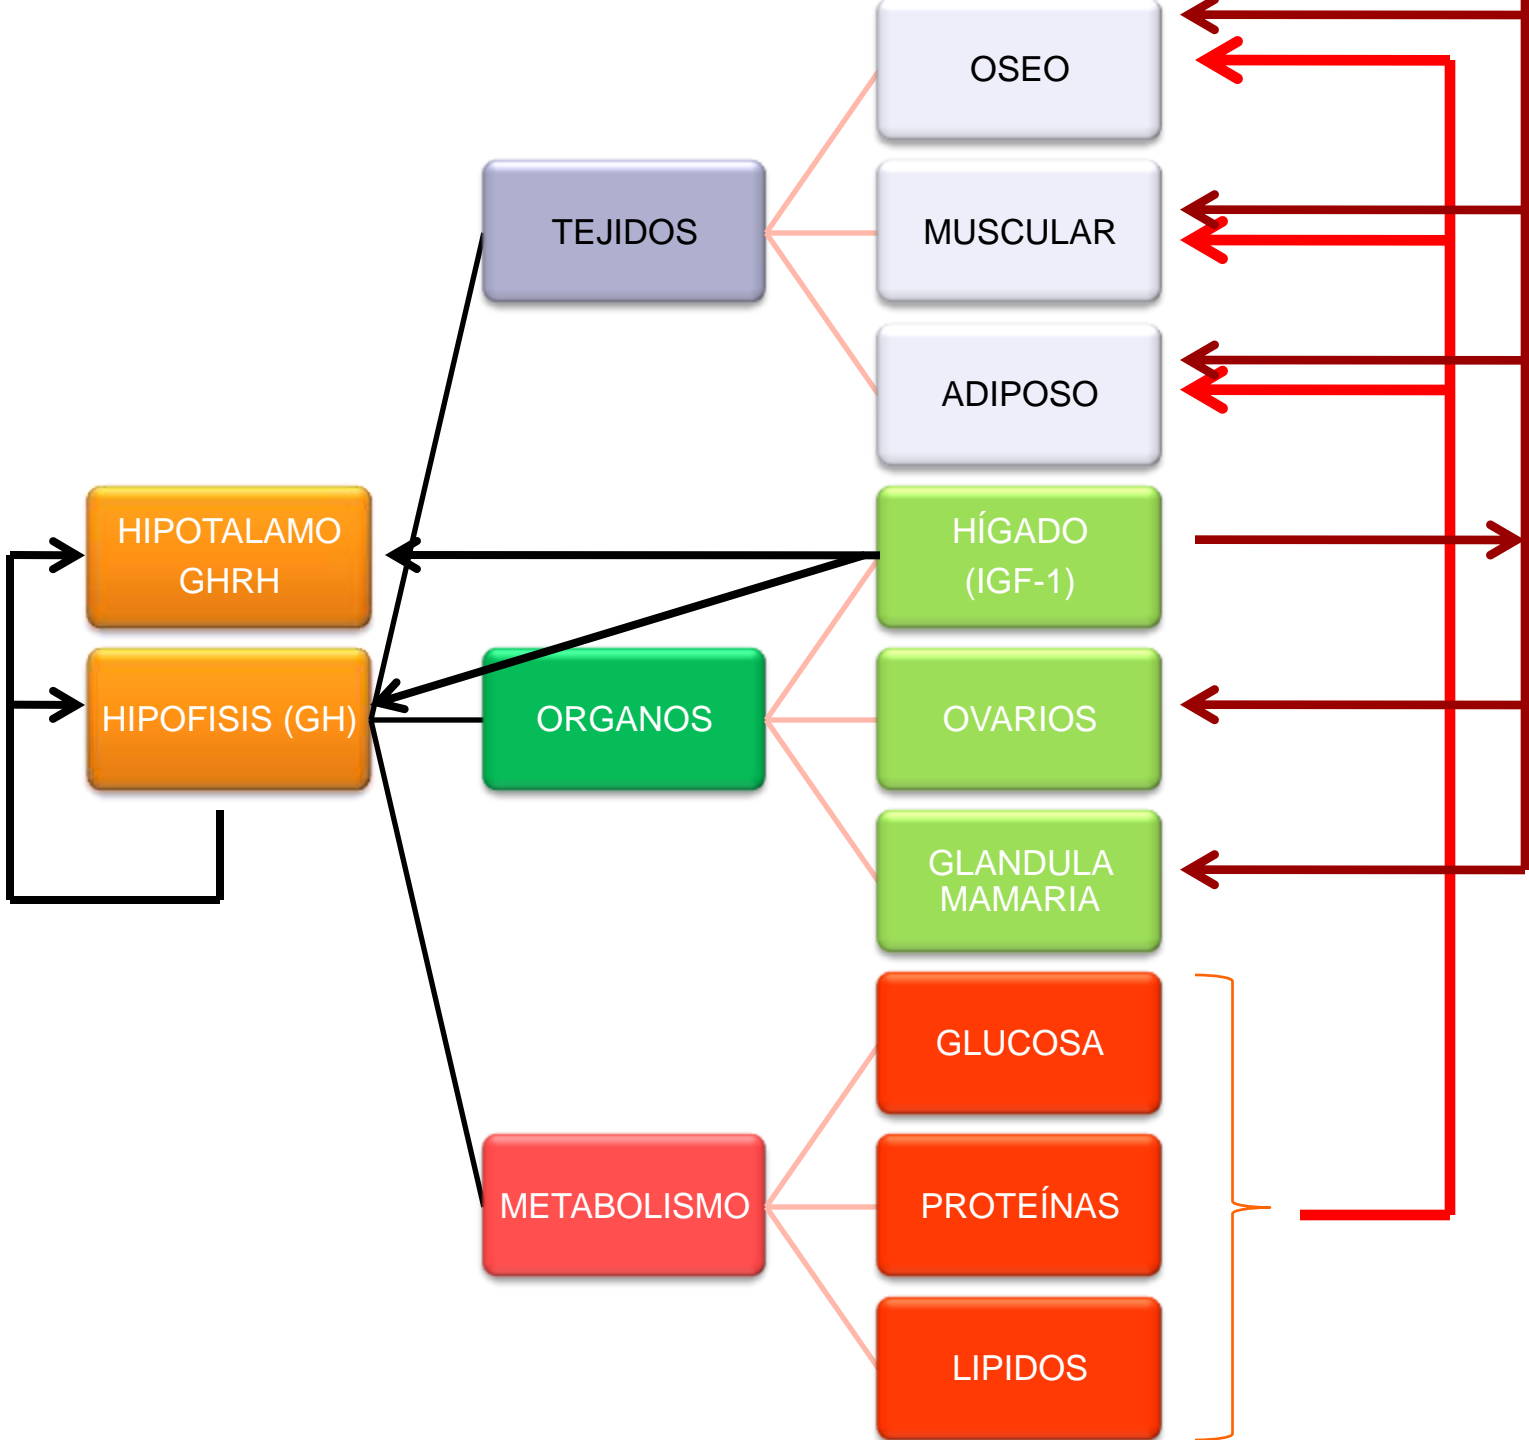 OSEO
TEJIDOS
MUSCULAR
ADIPOSO
HIPOTALAMO
GHRH
HÍGADO
(IGF-1)
HIPOFISIS (GH)
ORGANOS
OVARIOS
GLANDULA
MAMARIA
GLUCOSA
METABOLISMO
PROTEÍNAS
LIPIDOS